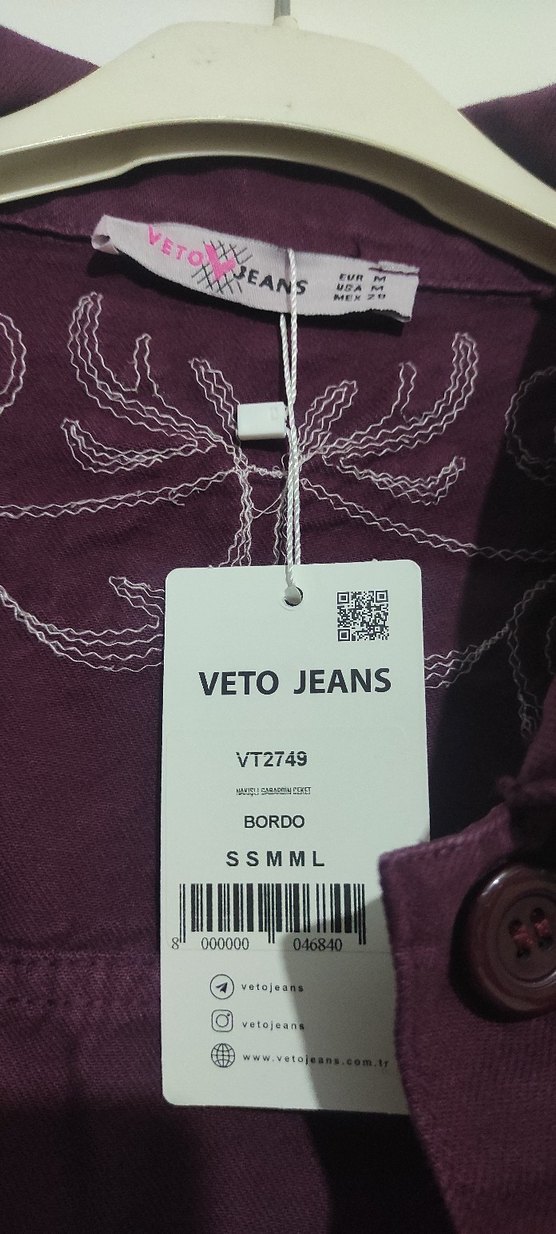 VETO JEANS
EUR M
USA M
MEX 28
VETO JEANS
VT2749
NAKIŞLI GABARDİN CEKET
BORDO
S S M M L
8 000000 046840
vetojeans
vetojeans
www.vetojeans.com.tr